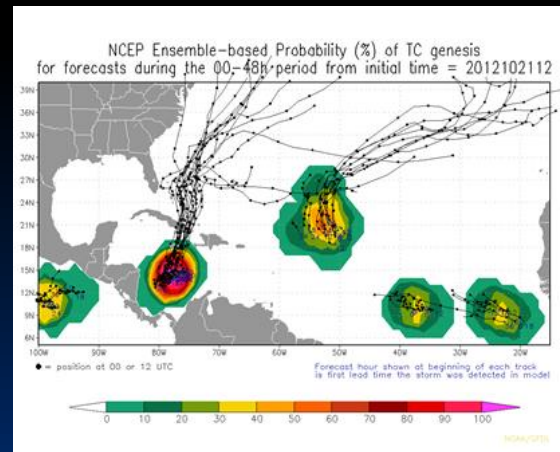 NCEP Ensemble-based Probability (%) of TC genesis
for forecasts during the 00-48h period from initial time = 2012102112
39N
36N
33N
30N
27N
24N
21N
18N
15N
12N
9N
6N
100W 90W 80W 70W 60W 50W 40W 30W 20W
= position at 00 or 12 UTC
Forecast hour shown at beginning of each track
is first lead time the storm was detected in model
0 10 20 30 40 50 60 70 80 90 100